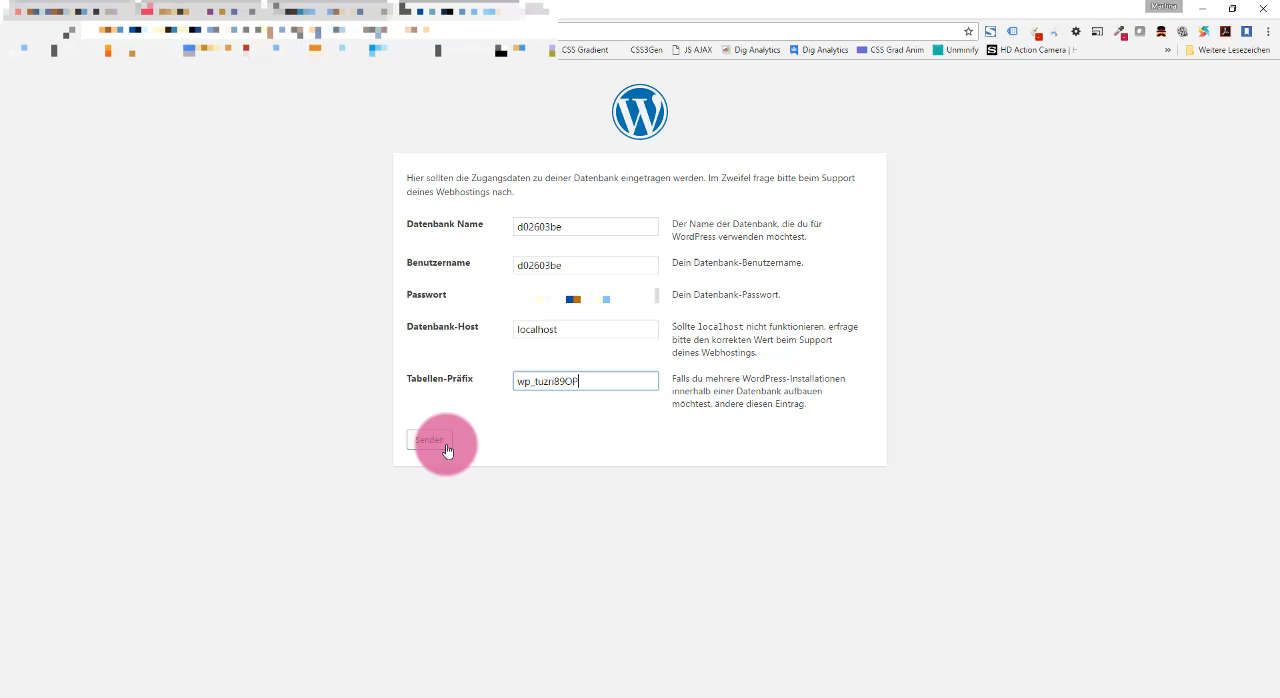 Martina
CSS Gradient CSS3Gen JS AJAX Dig Analytics Dig Analytics CSS Grad Anim Unminify HD Action Camera | » Weitere Lesezeichen
Hier sollten die Zugangsdaten zu deiner Datenbank eingetragen werden. Im Zweifel frage bitte beim Support
deines Webhostings nach.
Datenbank Name d02603be Der Name der Datenbank, die du für
WordPress verwenden möchtest.
Benutzername d02603be Dein Datenbank-Benutzername.
Passwort Dein Datenbank-Passwort.
Datenbank-Host localhost Sollte localhost nicht funktionieren, erfrage
bitte den korrekten Wert beim Support
deines Webhostings.
Tabellen-Präfix wp_tuzri89OP Falls du mehrere WordPress-Installationen
innerhalb einer Datenbank aufbauen
möchtest, ändere diesen Eintrag.
Senden